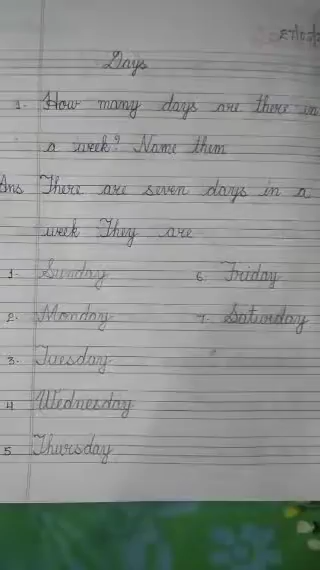 Days
1. How many days are there in
a week? Name them
Ans There are seven days in a
week They are
1. Sunday 6. Friday
2. Monday 7. Saturday
3. Tuesday
4 Wednesday
5 Thursday